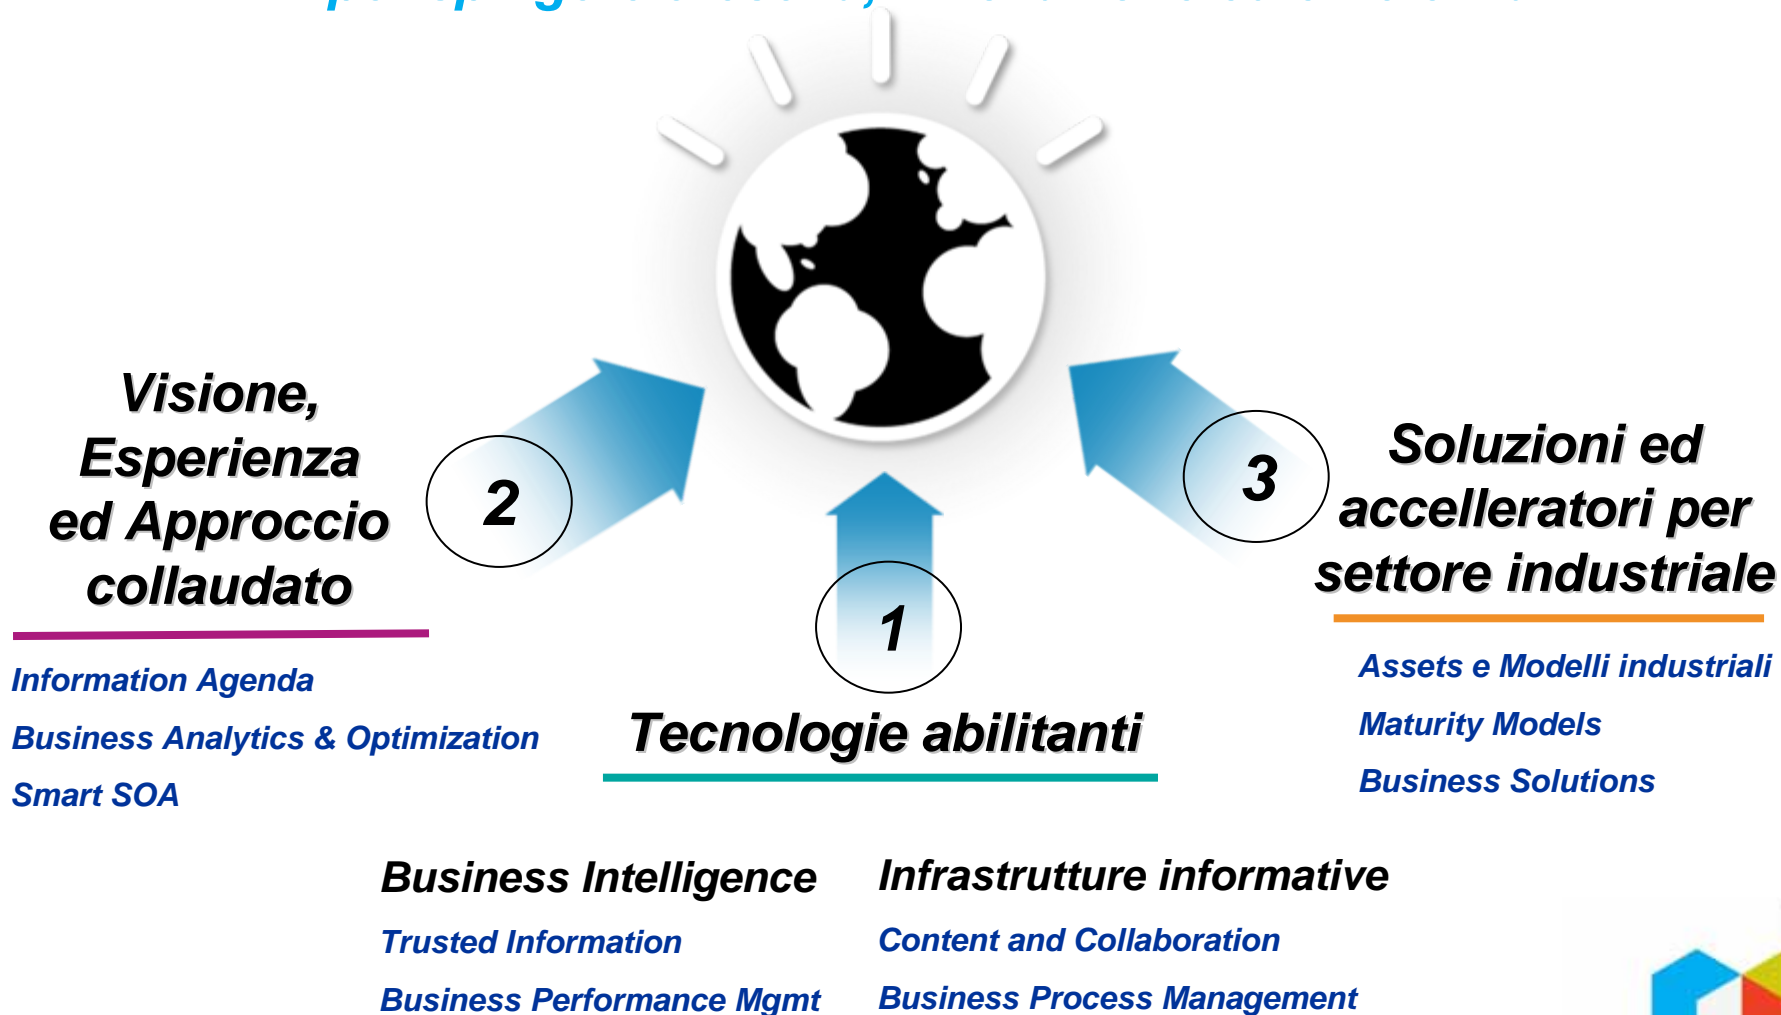 Visione,
Esperienza
ed Approccio
collaudato
2
Information Agenda
Business Analytics & Optimization
Smart SOA
1
Tecnologie abilitanti
3
Soluzioni ed
accelleratori per
settore industriale
Assets e Modelli industriali
Maturity Models
Business Solutions
Business Intelligence
Trusted Information
Business Performance Mgmt
Infrastrutture informative
Content and Collaboration
Business Process Management